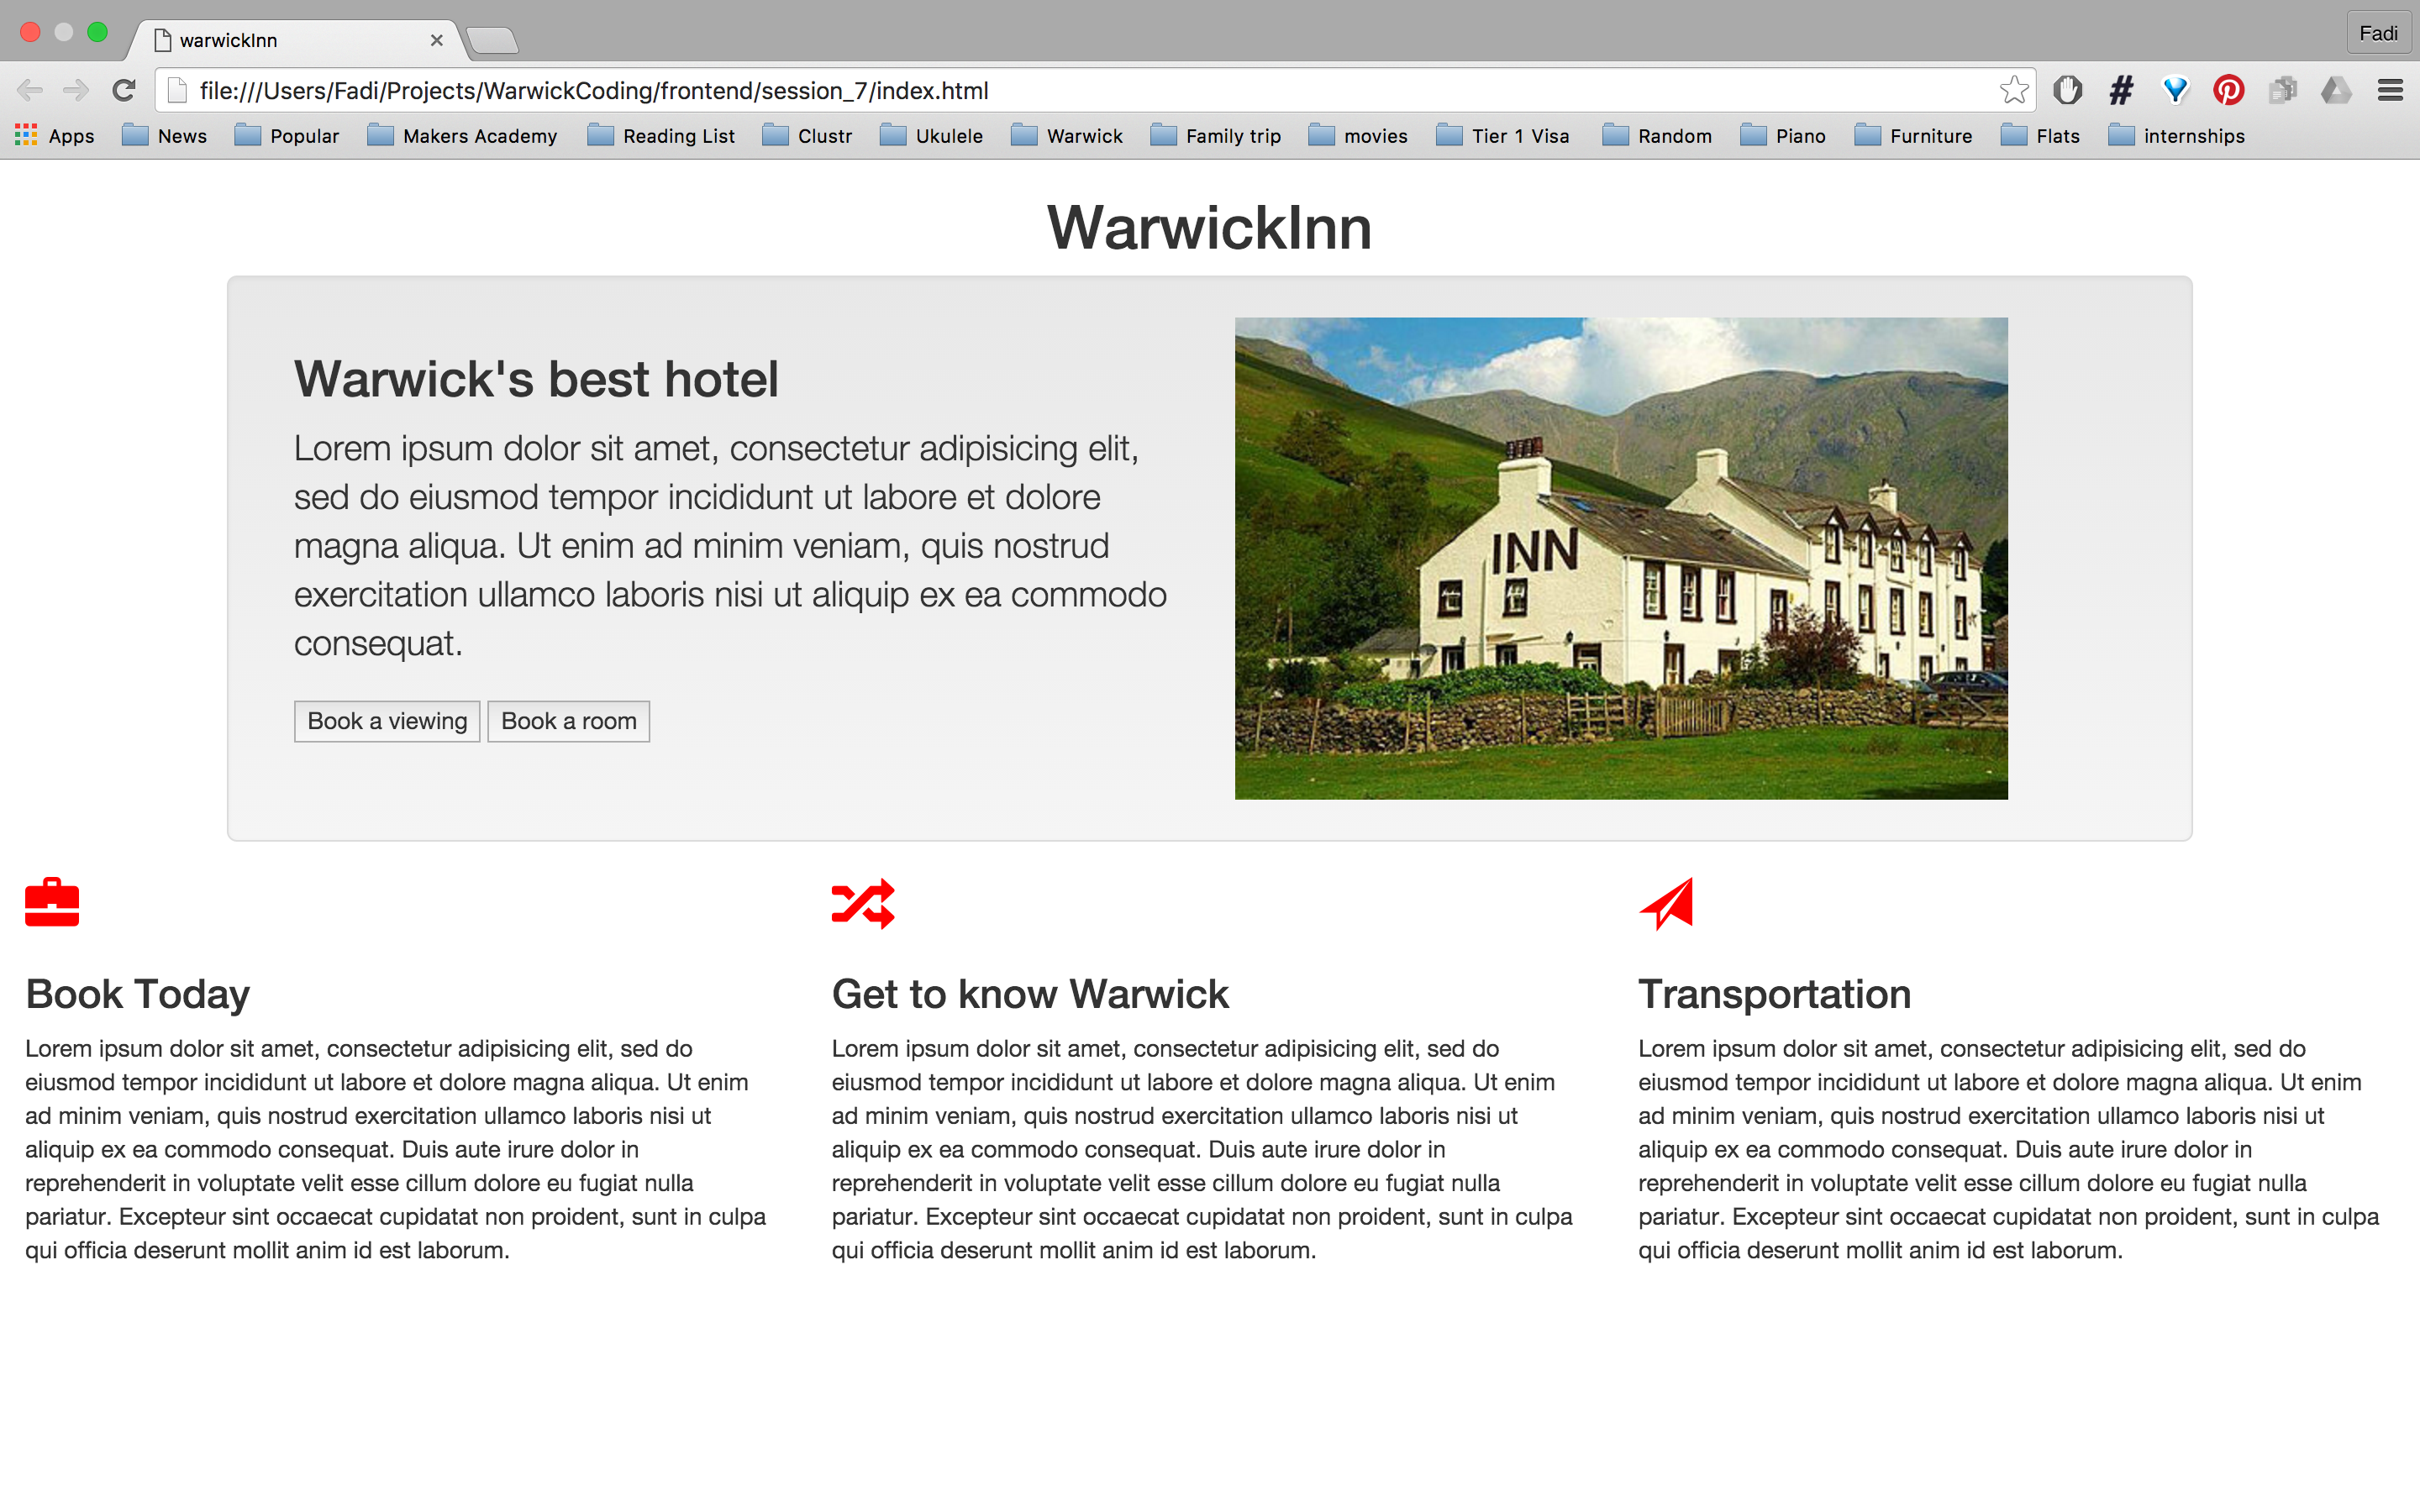 warwickInn
Fadi
file:///Users/Fadi/Projects/WarwickCoding/frontend/session_7/index.html
Apps News Popular Makers Academy Reading List Clustr Ukulele Warwick Family trip movies Tier 1 Visa Random Piano Furniture Flats internships
WarwickInn
Warwick's best hotel
Lorem ipsum dolor sit amet, consectetur adipisicing elit,
sed do eiusmod tempor incididunt ut labore et dolore
magna aliqua. Ut enim ad minim veniam, quis nostrud
exercitation ullamco laboris nisi ut aliquip ex ea commodo
consequat.
Book a viewing Book a room
INN
Book Today
Lorem ipsum dolor sit amet, consectetur adipisicing elit, sed do
eiusmod tempor incididunt ut labore et dolore magna aliqua. Ut enim
ad minim veniam, quis nostrud exercitation ullamco laboris nisi ut
aliquip ex ea commodo consequat. Duis aute irure dolor in
reprehenderit in voluptate velit esse cillum dolore eu fugiat nulla
pariatur. Excepteur sint occaecat cupidatat non proident, sunt in culpa
qui officia deserunt mollit anim id est laborum.
Get to know Warwick
Lorem ipsum dolor sit amet, consectetur adipisicing elit, sed do
eiusmod tempor incididunt ut labore et dolore magna aliqua. Ut enim
ad minim veniam, quis nostrud exercitation ullamco laboris nisi ut
aliquip ex ea commodo consequat. Duis aute irure dolor in
reprehenderit in voluptate velit esse cillum dolore eu fugiat nulla
pariatur. Excepteur sint occaecat cupidatat non proident, sunt in culpa
qui officia deserunt mollit anim id est laborum.
Transportation
Lorem ipsum dolor sit amet, consectetur adipisicing elit, sed do
eiusmod tempor incididunt ut labore et dolore magna aliqua. Ut enim
ad minim veniam, quis nostrud exercitation ullamco laboris nisi ut
aliquip ex ea commodo consequat. Duis aute irure dolor in
reprehenderit in voluptate velit esse cillum dolore eu fugiat nulla
pariatur. Excepteur sint occaecat cupidatat non proident, sunt in culpa
qui officia deserunt mollit anim id est laborum.